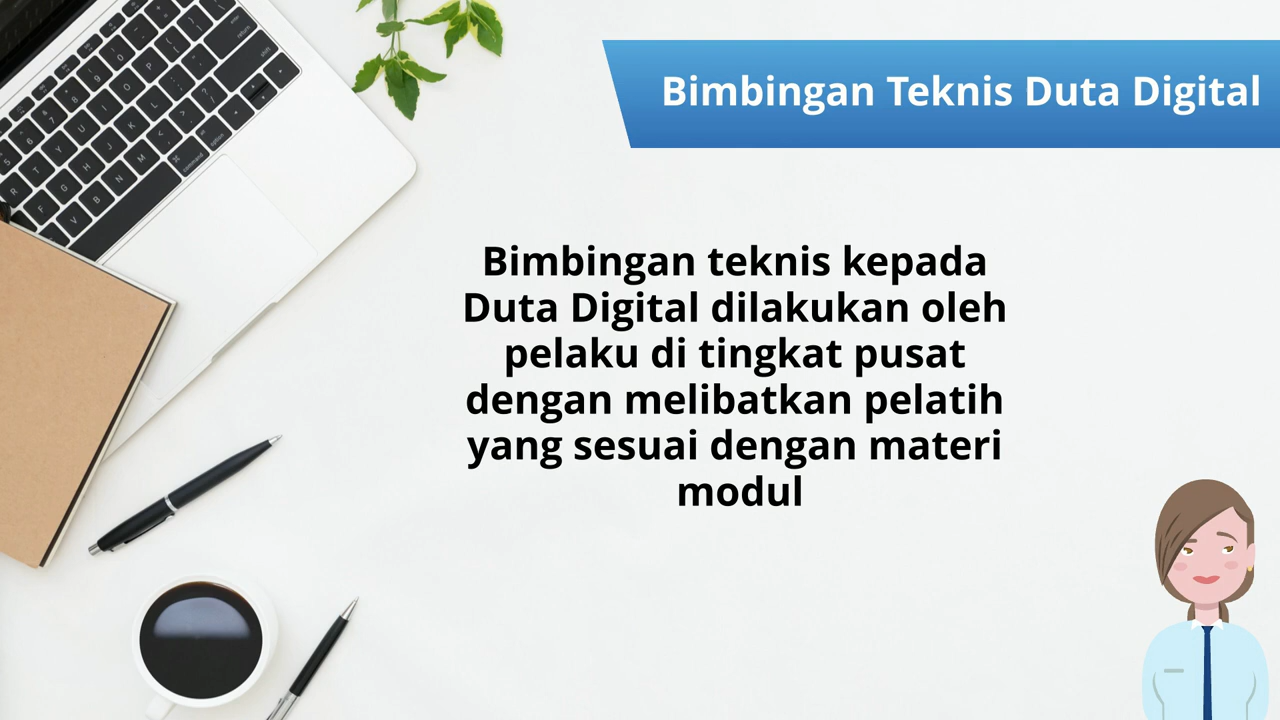 Bimbingan Teknis Duta Digital
Bimbingan teknis kepada
Duta Digital dilakukan oleh
pelaku di tingkat pusat
dengan melibatkan pelatih
yang sesuai dengan materi
modul